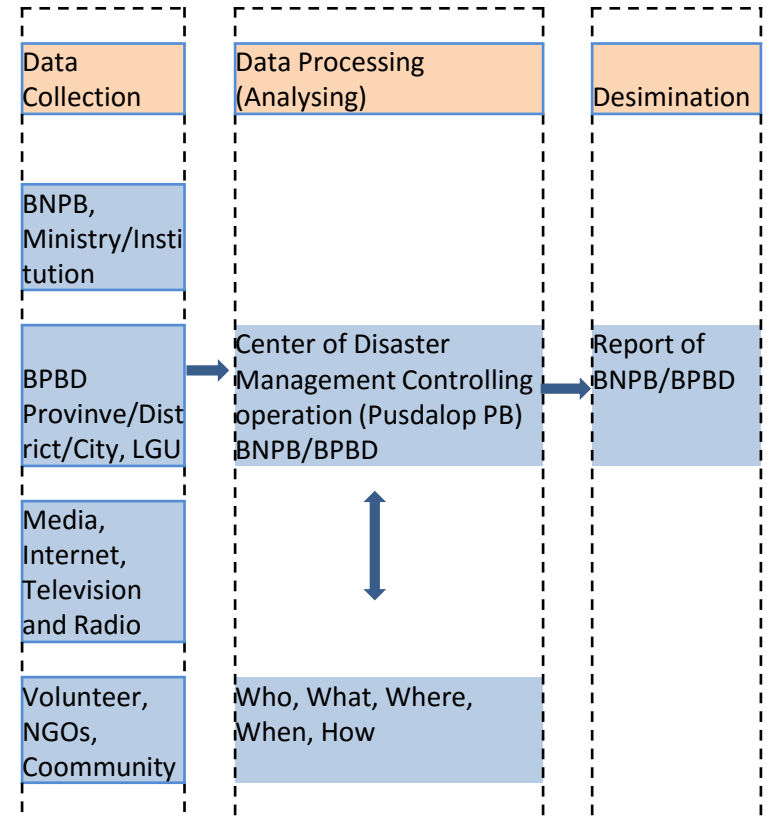 Data
Collection
Data Processing
(Analysing)
Desimination
BNPB,
Ministry/Insti
tution
BPBD
Provinve/Dist
rict/City, LGU
Center of Disaster
Management Controlling
operation (Pusdalop PB)
BNPB/BPBD
Report of
BNPB/BPBD
Media,
Internet,
Television
and Radio
Volunteer,
NGOs,
Coommunity
Who, What, Where,
When, How